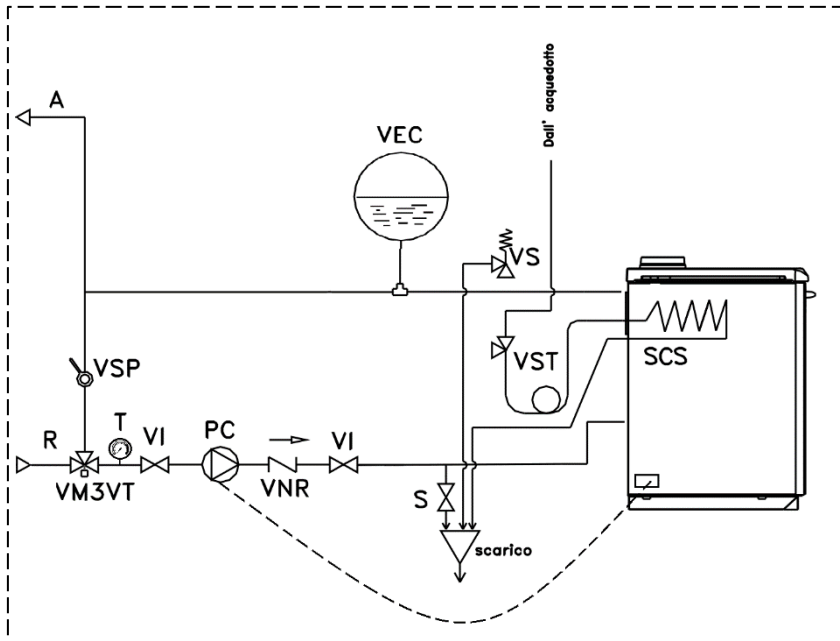 A
VEC
Dall' acquedotto
VS
VST
SCS
VSP
R
T
VI
PC
VI
VM3VT
VNR
S
scarico